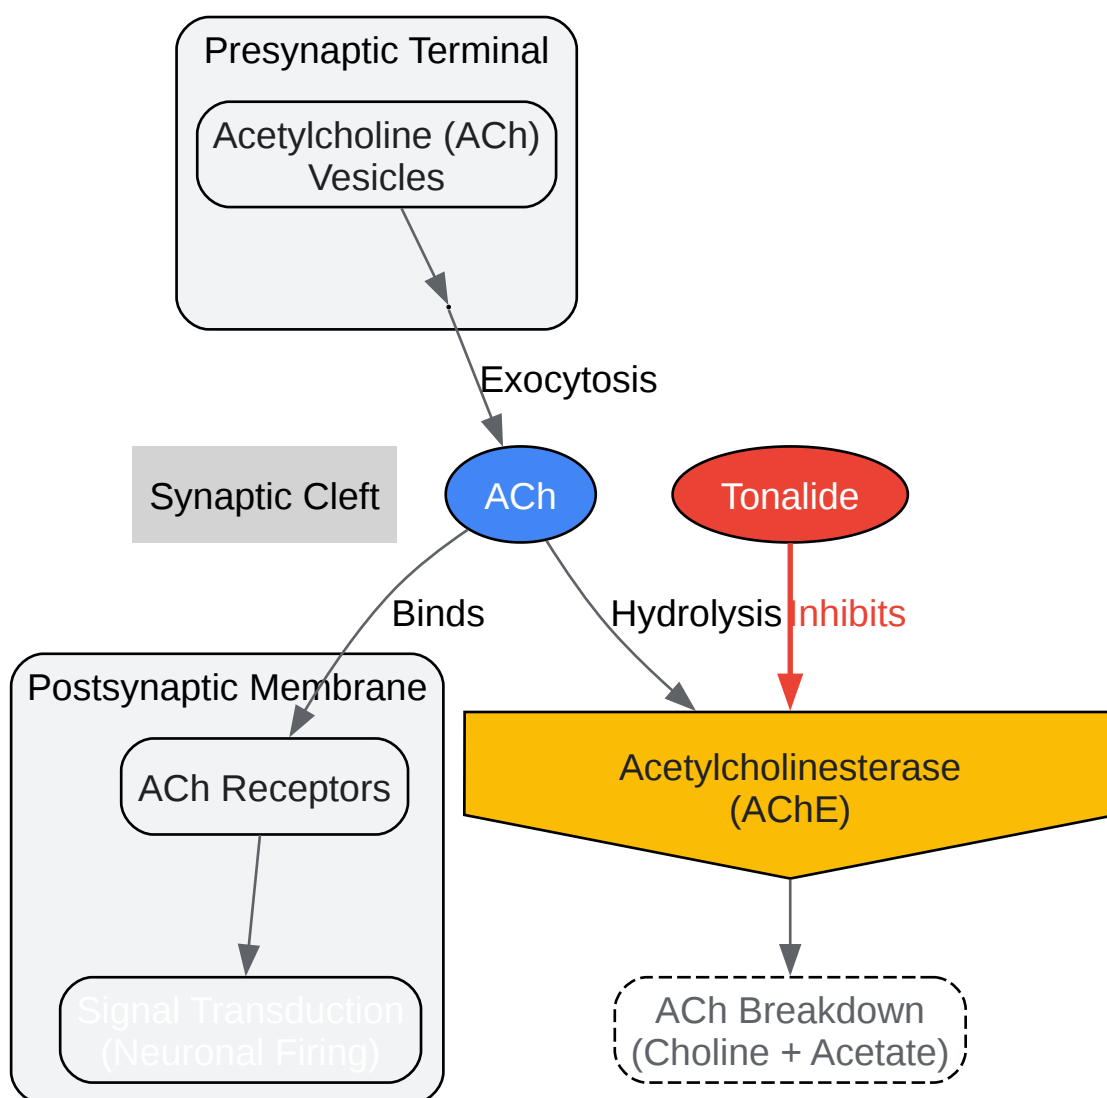 Presynaptic Terminal
Acetylcholine (ACh)
Vesicles
Exocytosis
Synaptic Cleft
ACh
Tonalide
Binds
Hydrolysis
Inhibits
Postsynaptic Membrane
ACh Receptors
Acetylcholinesterase
(AChE)
Signal Transduction
(Neuronal Firing)
ACh Breakdown
(Choline + Acetate)